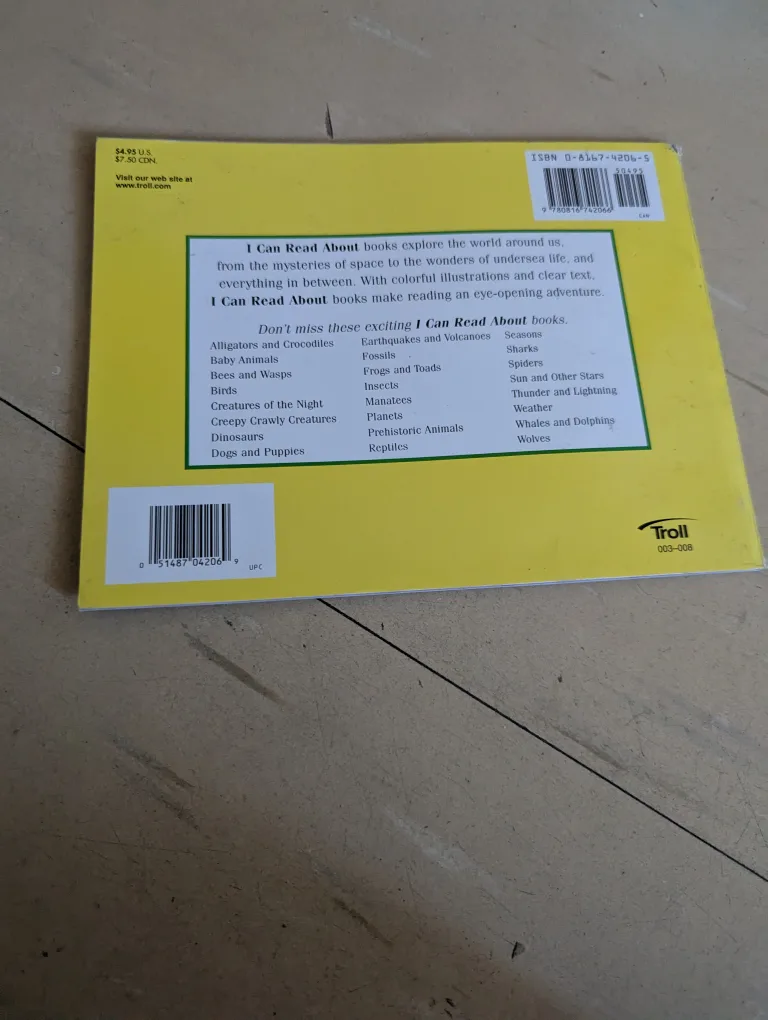 $4.95 U.S.
$7.50 CDN.
Visit our web site at
www.troll.com
ISBN 0-8167-4206-5
50495
9 780816 742066
EAN
I Can Read About books explore the world around us,
from the mysteries of space to the wonders of undersea life, and
everything in between. With colorful illustrations and clear text,
I Can Read About books make reading an eye-opening adventure.
Don't miss these exciting I Can Read About books.
Alligators and Crocodiles
Baby Animals
Bees and Wasps
Birds
Creatures of the Night
Creepy Crawly Creatures
Dinosaurs
Dogs and Puppies
Earthquakes and Volcanoes
Fossils
Frogs and Toads
Insects
Manatees
Planets
Prehistoric Animals
Reptiles
Seasons
Sharks
Spiders
Sun and Other Stars
Thunder and Lightning
Weather
Whales and Dolphins
Wolves
0 51487 04206 9
UPC
Troll
003-008